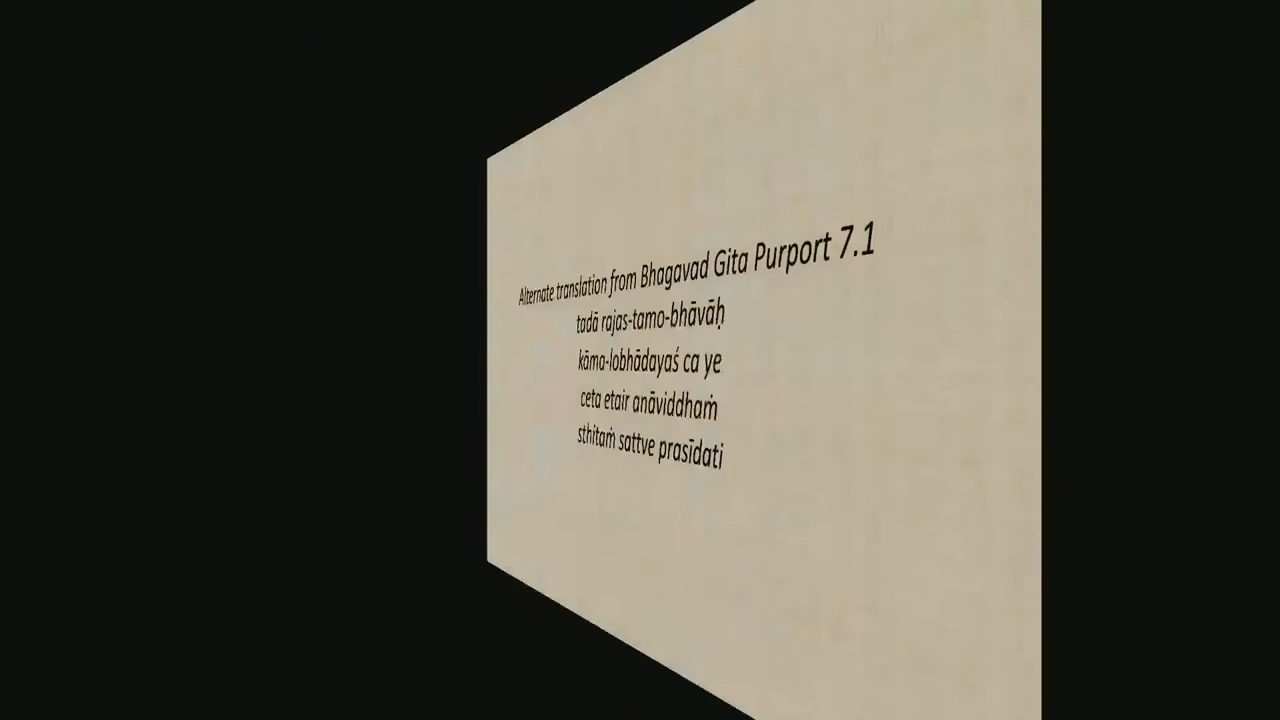 Alternate translation from Bhagavad Gita Purport 7.1
tadā rajas-tamo-bhāvāḥ
kāma-lobhādayaś ca ye
ceta etair anāviddhaṁ
sthitaṁ sattve prasīdati